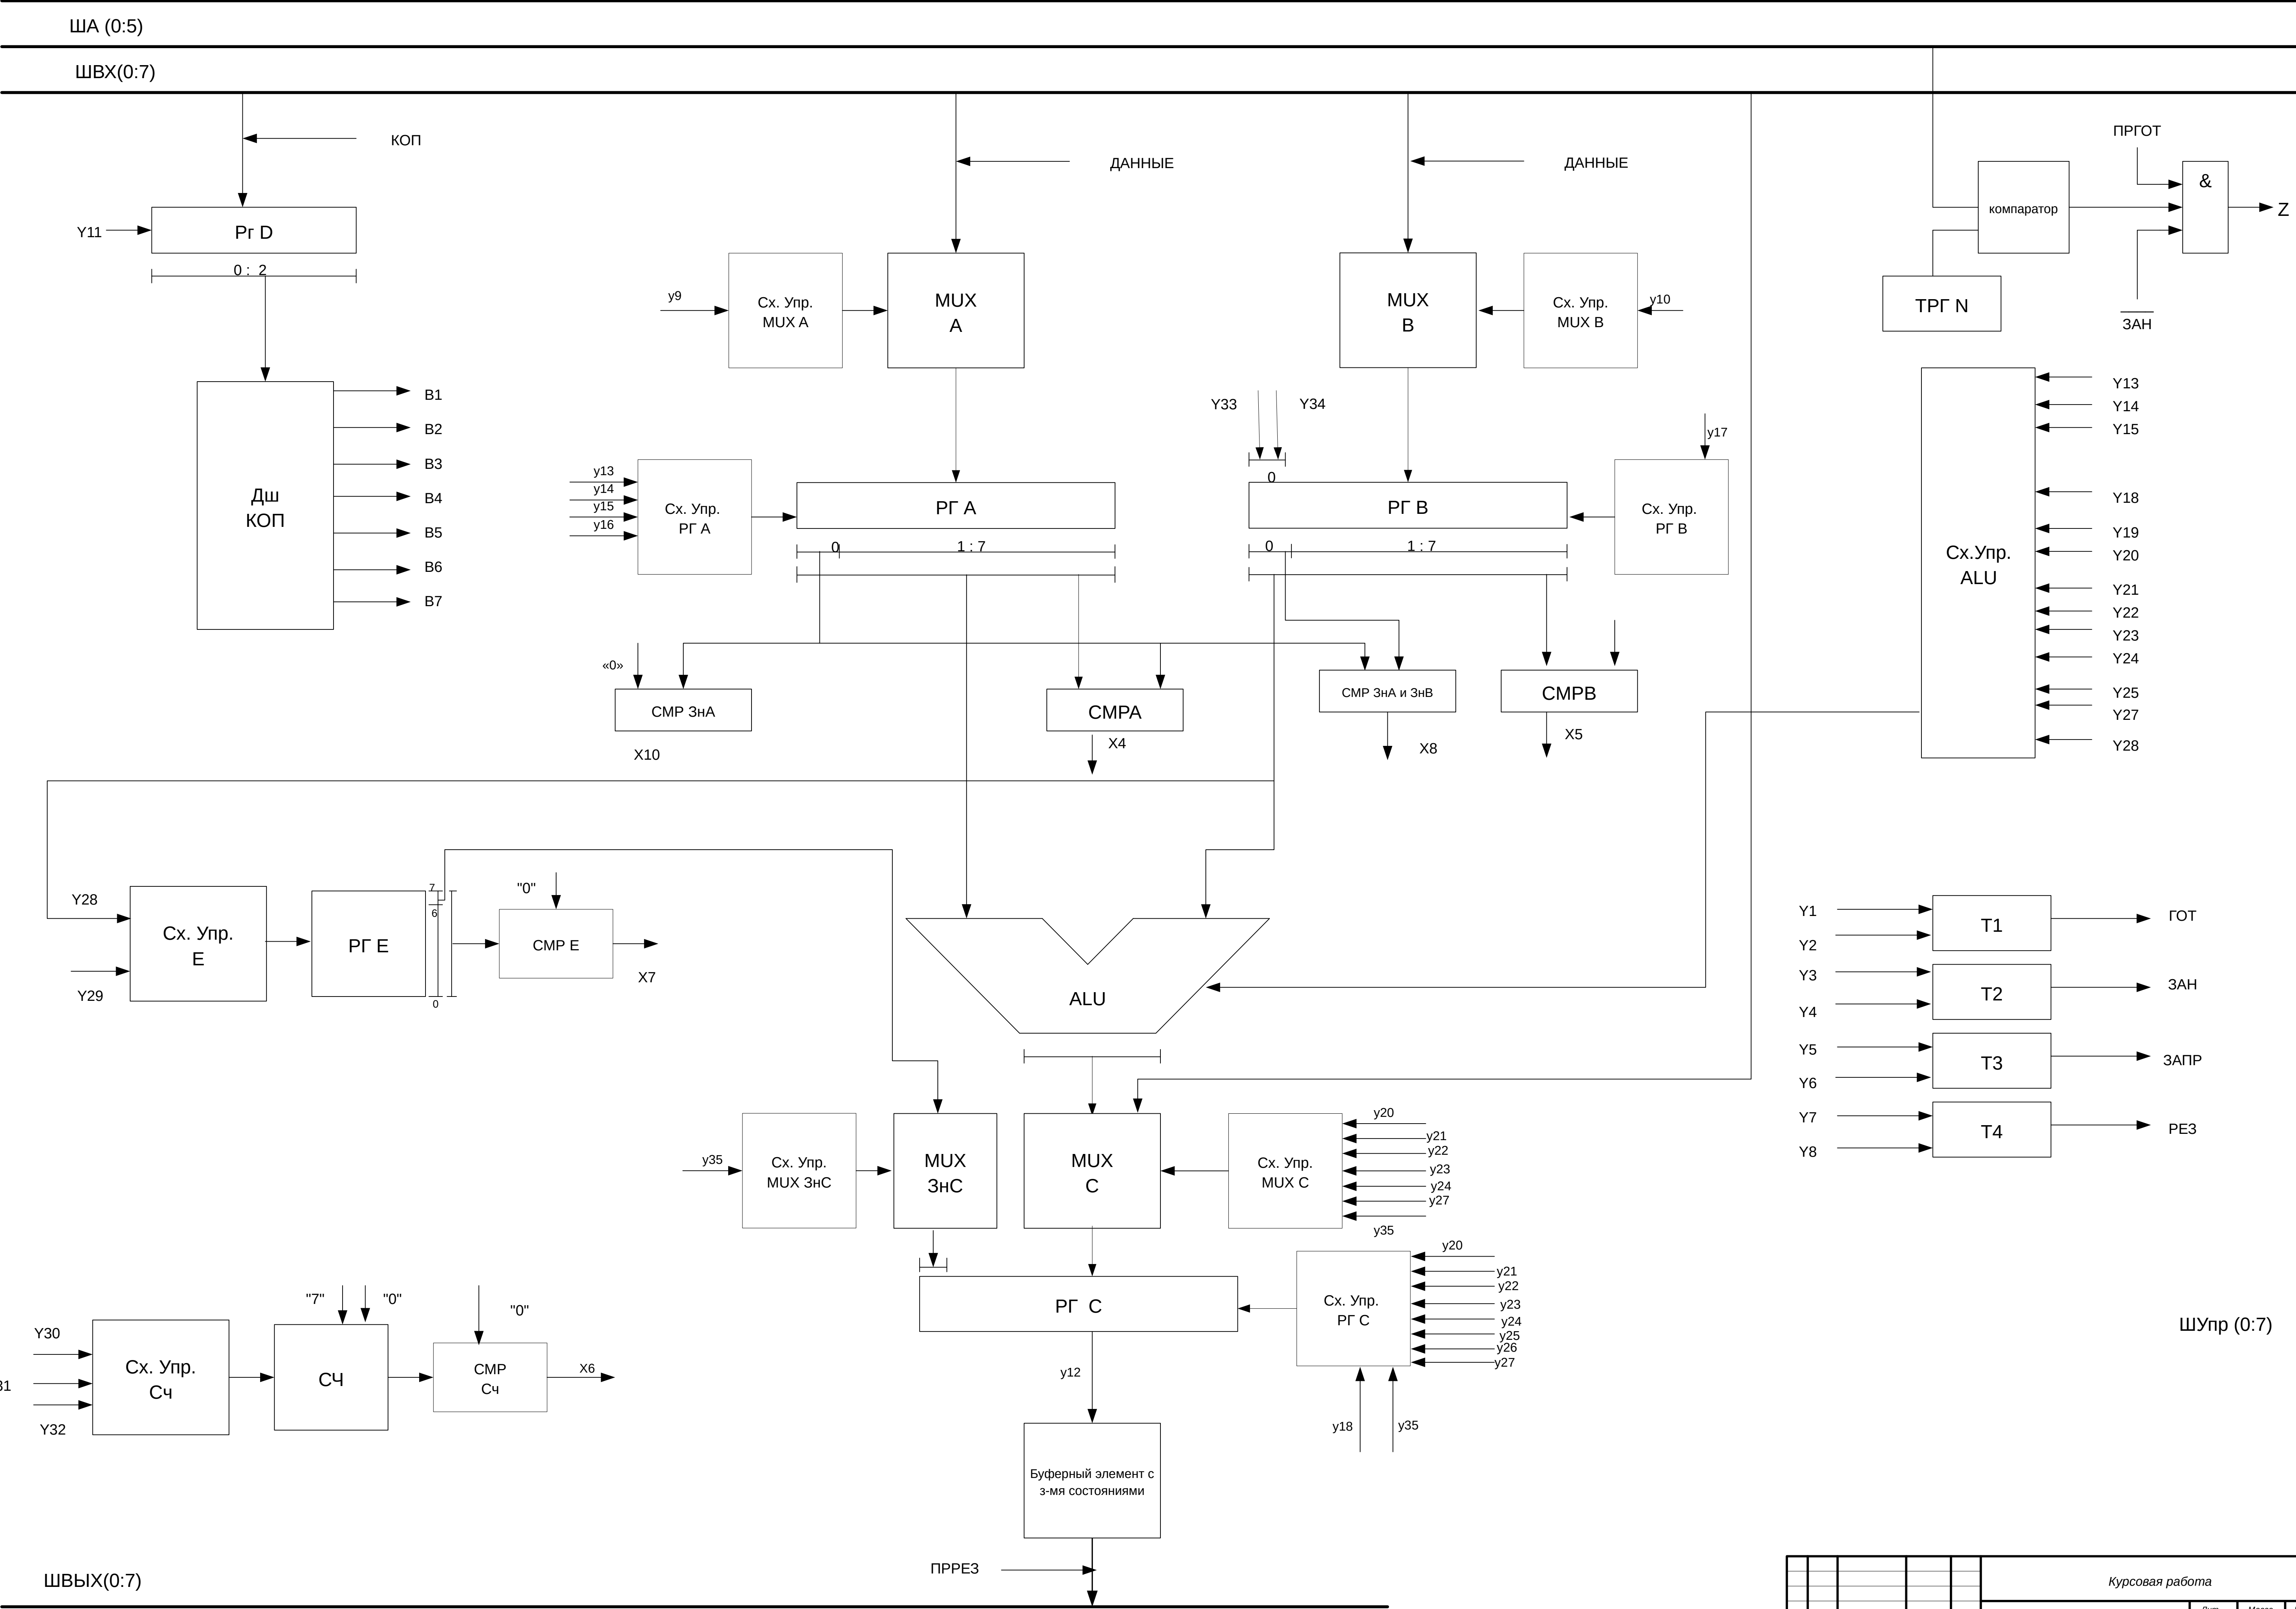 ША (0:5)
ШВХ(0:7)
КОП
ДАННЫЕ
ДАННЫЕ
ПРГОТ
&
компаратор
Z
Y11
Рг D
0 : 2
ТРГ N
ЗАН
y9
Сх. Упр.
MUX A
MUX
A
MUX
B
Сх. Упр.
MUX B
y10
Дш
КОП
B1
B2
B3
B4
B5
B6
B7
Y33
Y34
y17
0
y13
y14
y15
y16
Сх. Упр.
РГ А
РГ А
0
1 : 7
РГ В
0
1 : 7
Сх. Упр.
РГ В
Сх.Упр.
ALU
Y13
Y14
Y15
Y18
Y19
Y20
Y21
Y22
Y23
Y24
Y25
Y27
Y28
«0»
СМР ЗнА
X10
СМРА
X4
СМР ЗнА и ЗнВ
X8
СМРВ
X5
Y28
Y29
Сх. Упр.
Е
РГ Е
7
6
0
"0"
СМР Е
X7
ALU
Y1
Y2
Y3
Y4
Y5
Y6
Y7
Y8
Т1
Т2
Т3
Т4
ГОТ
ЗАН
ЗАПР
РЕЗ
y35
Сх. Упр.
MUX ЗнС
MUX
ЗнС
MUX
С
Сх. Упр.
MUX С
y20
y21
y22
y23
y24
y27
y35
РГ С
Сх. Упр.
РГ С
y20
y21
y22
y23
y24
y25
y26
y27
y18
y35
y12
ШУпр (0:7)
Y30
31
Y32
Сх. Упр.
Сч
"7"
"0"
СЧ
"0"
СМР
Сч
X6
Буферный элемент с
з-мя состояниями
ПРРЕЗ
ШВЫХ(0:7)
Курсовая работа